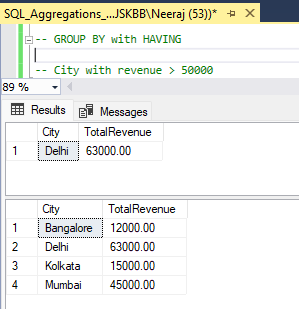 SQL_Aggregations_...JSKBB\Neeraj (53))*
-- GROUP BY with HAVING
-- City with revenue > 50000
89 %
Results Messages
City TotalRevenue
1 Delhi 63000.00
City TotalRevenue
1 Bangalore 12000.00
2 Delhi 63000.00
3 Kolkata 15000.00
4 Mumbai 45000.00